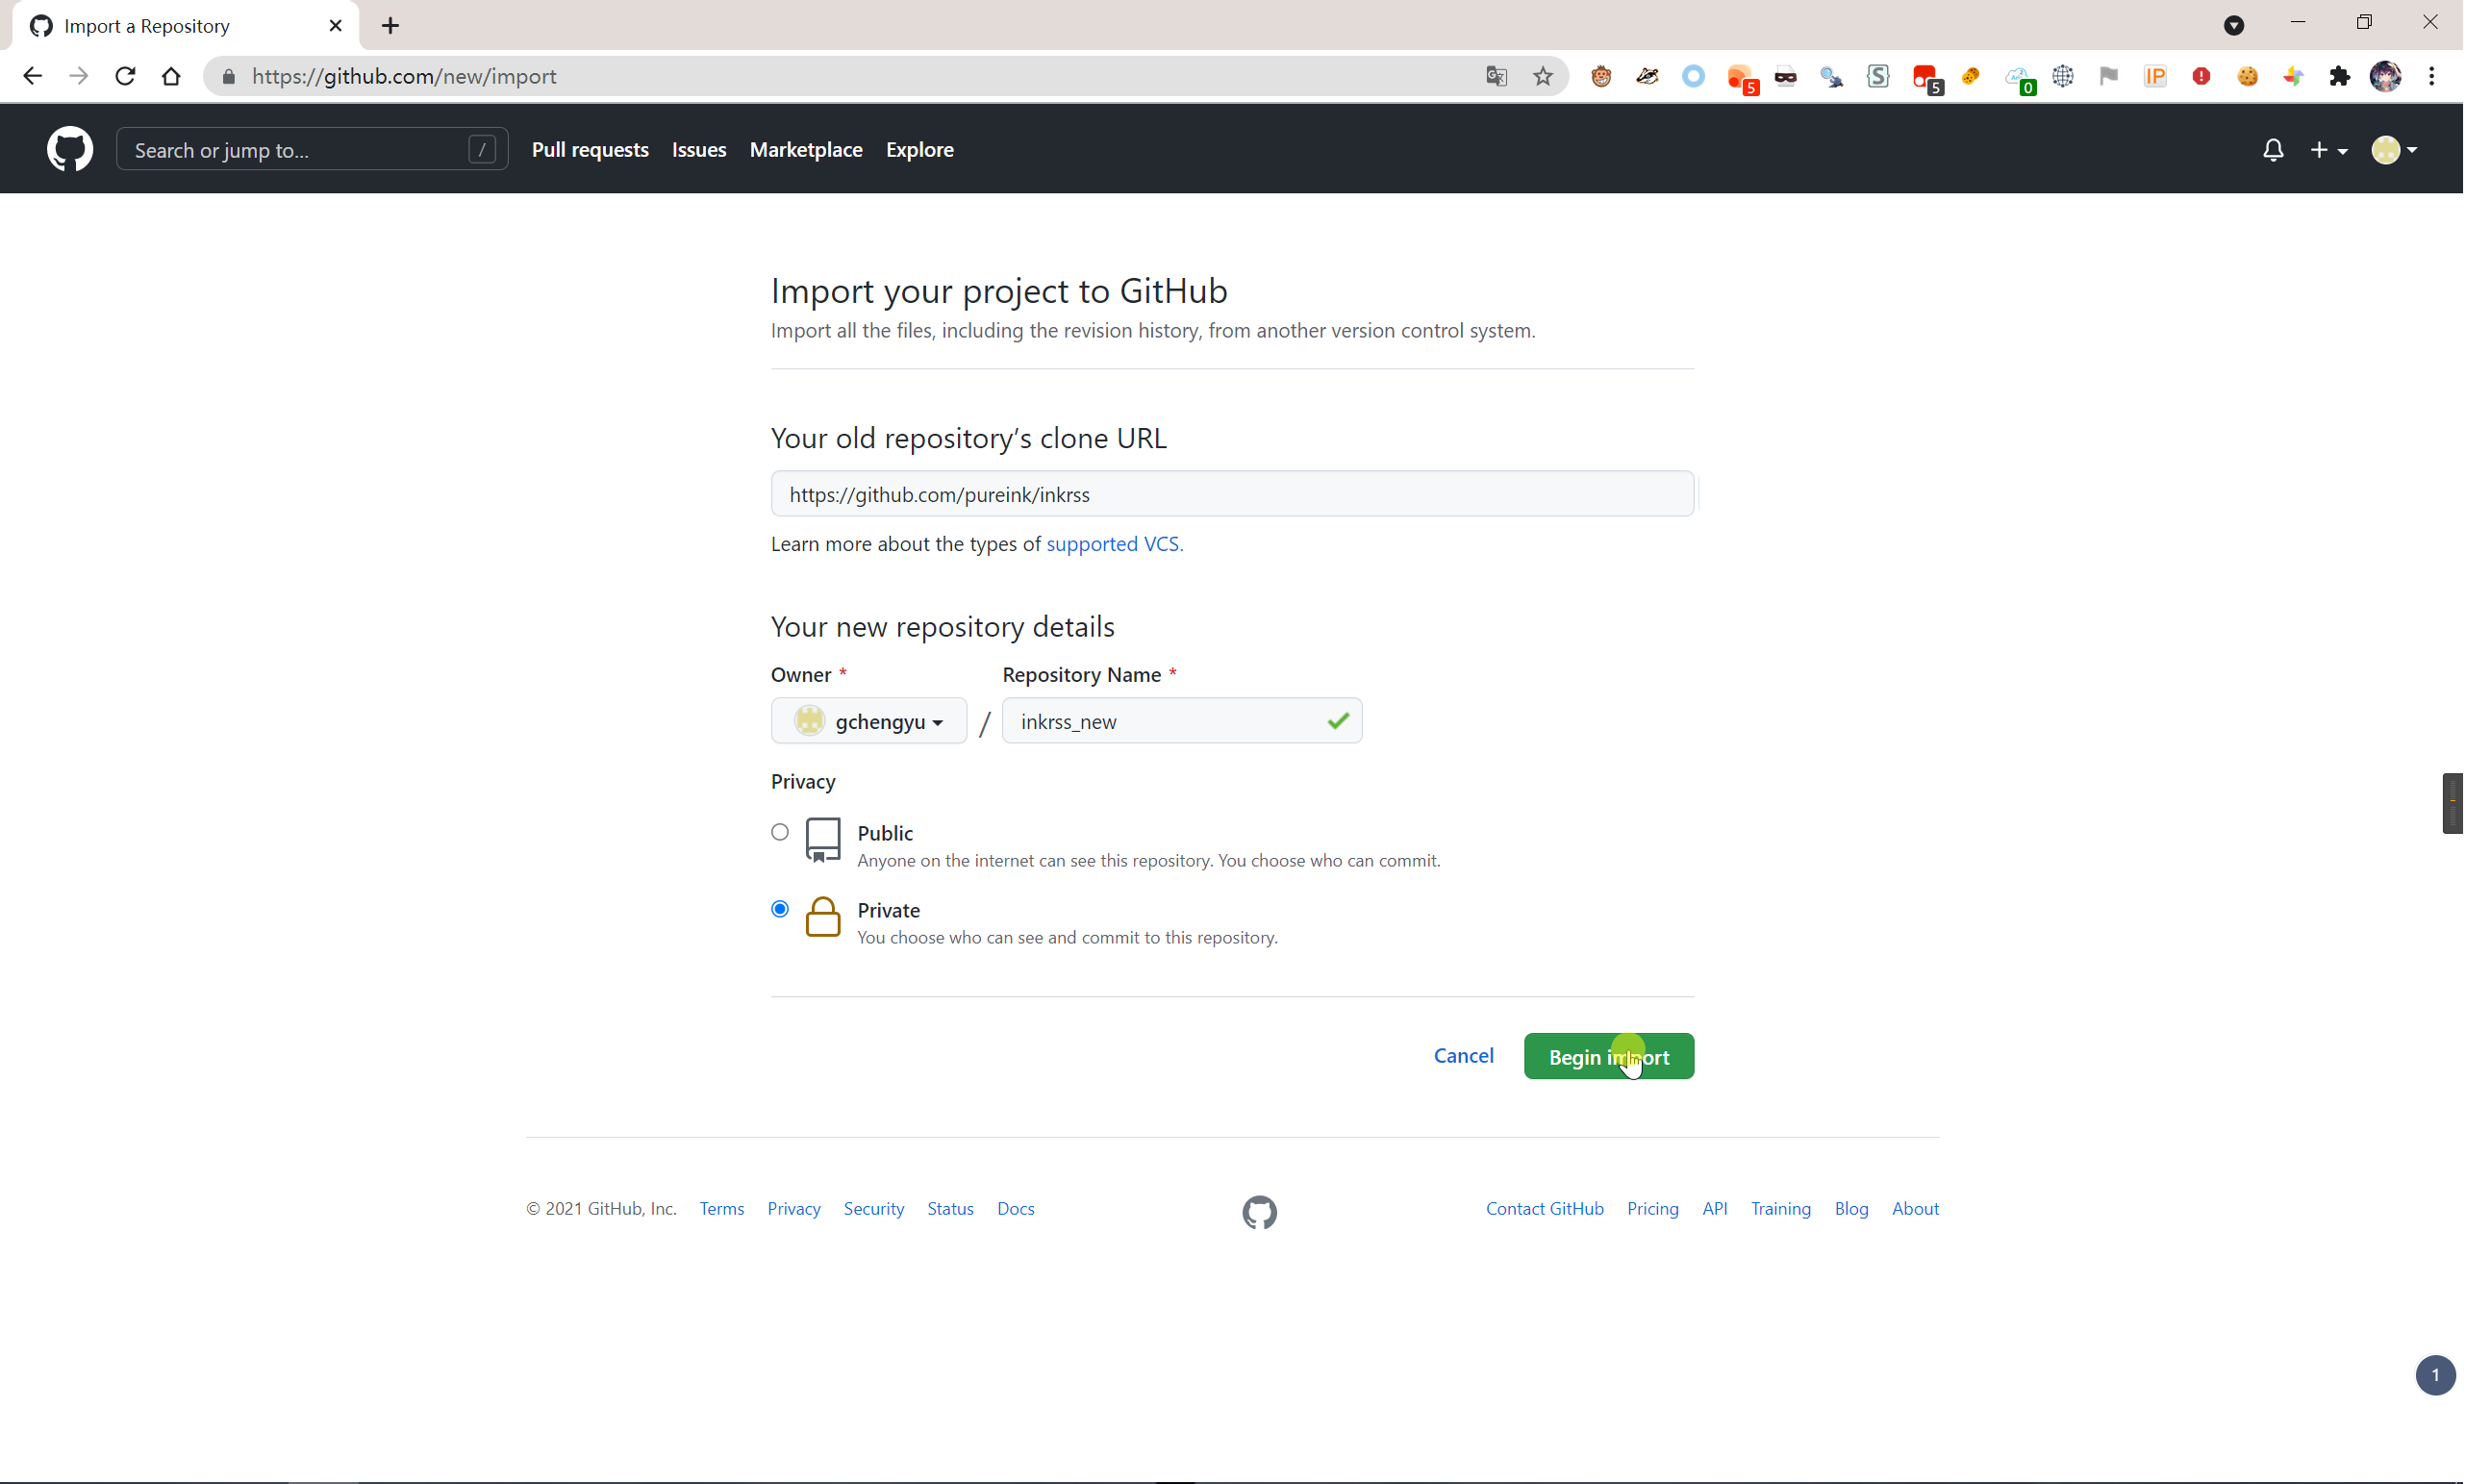 Import a Repository
https://github.com/new/import
5
5
0
IP
Search or jump to...
/
Pull requests
Issues
Marketplace
Explore
Import your project to GitHub
Import all the files, including the revision history, from another version control system.
Your old repository's clone URL
https://github.com/pureink/inkrss
Learn more about the types of supported VCS.
Your new repository details
Owner *
Repository Name *
gchengyu
/
inkrss_new
Privacy
Public
Anyone on the internet can see this repository. You choose who can commit.
Private
You choose who can see and commit to this repository.
Cancel
Begin import
© 2021 GitHub, Inc.
Terms
Privacy
Security
Status
Docs
Contact GitHub
Pricing
API
Training
Blog
About
1